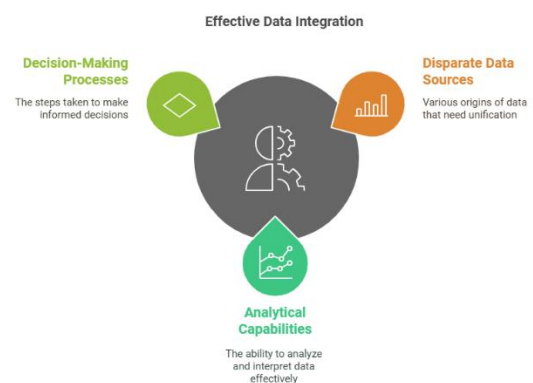 Effective Data Integration
Decision-Making
Processes
The steps taken to make
informed decisions
Disparate Data
Sources
Various origins of data
that need unification
Analytical
Capabilities
The ability to analyze
and interpret data
effectively